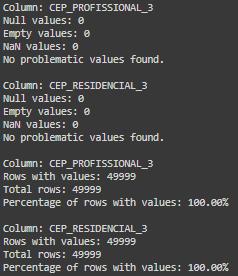 Column: CEP_PROFISSIONAL_3
Null values: 0
Empty values: 0
NaN values: 0
No problematic values found.

Column: CEP_RESIDENCIAL_3
Null values: 0
Empty values: 0
NaN values: 0
No problematic values found.

Column: CEP_PROFISSIONAL_3
Rows with values: 49999
Total rows: 49999
Percentage of rows with values: 100.00%

Column: CEP_RESIDENCIAL_3
Rows with values: 49999
Total rows: 49999
Percentage of rows with values: 100.00%